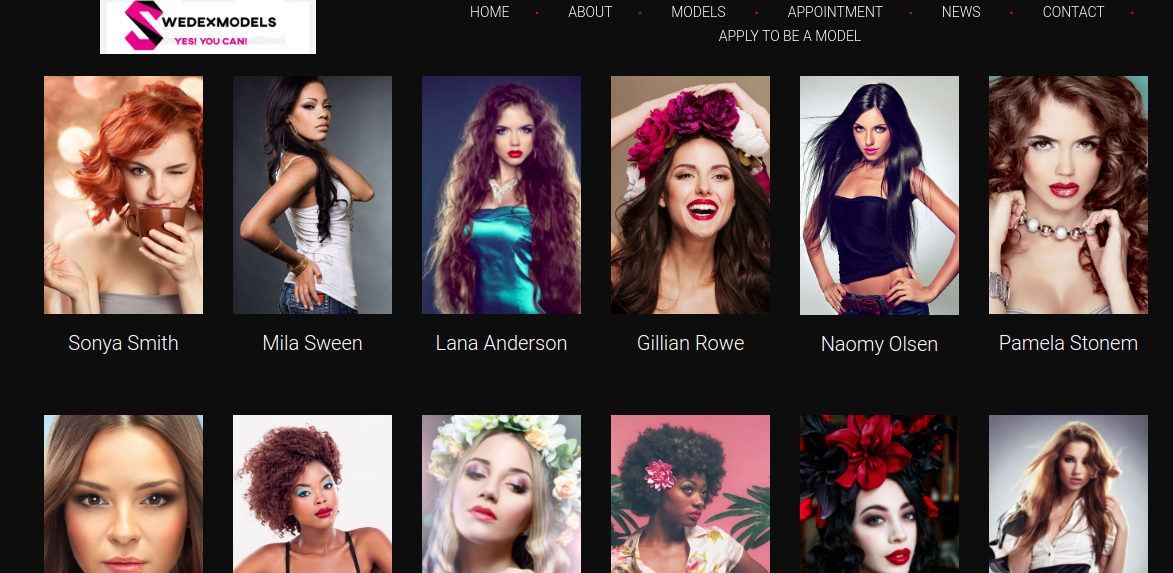 WEDEXMODELS
YES! YOU CAN!
HOME • ABOUT • MODELS • APPOINTMENT • NEWS • CONTACT •
APPLY TO BE A MODEL
Sonya Smith
Mila Sween
Lana Anderson
Gillian Rowe
Naomy Olsen
Pamela Stonem